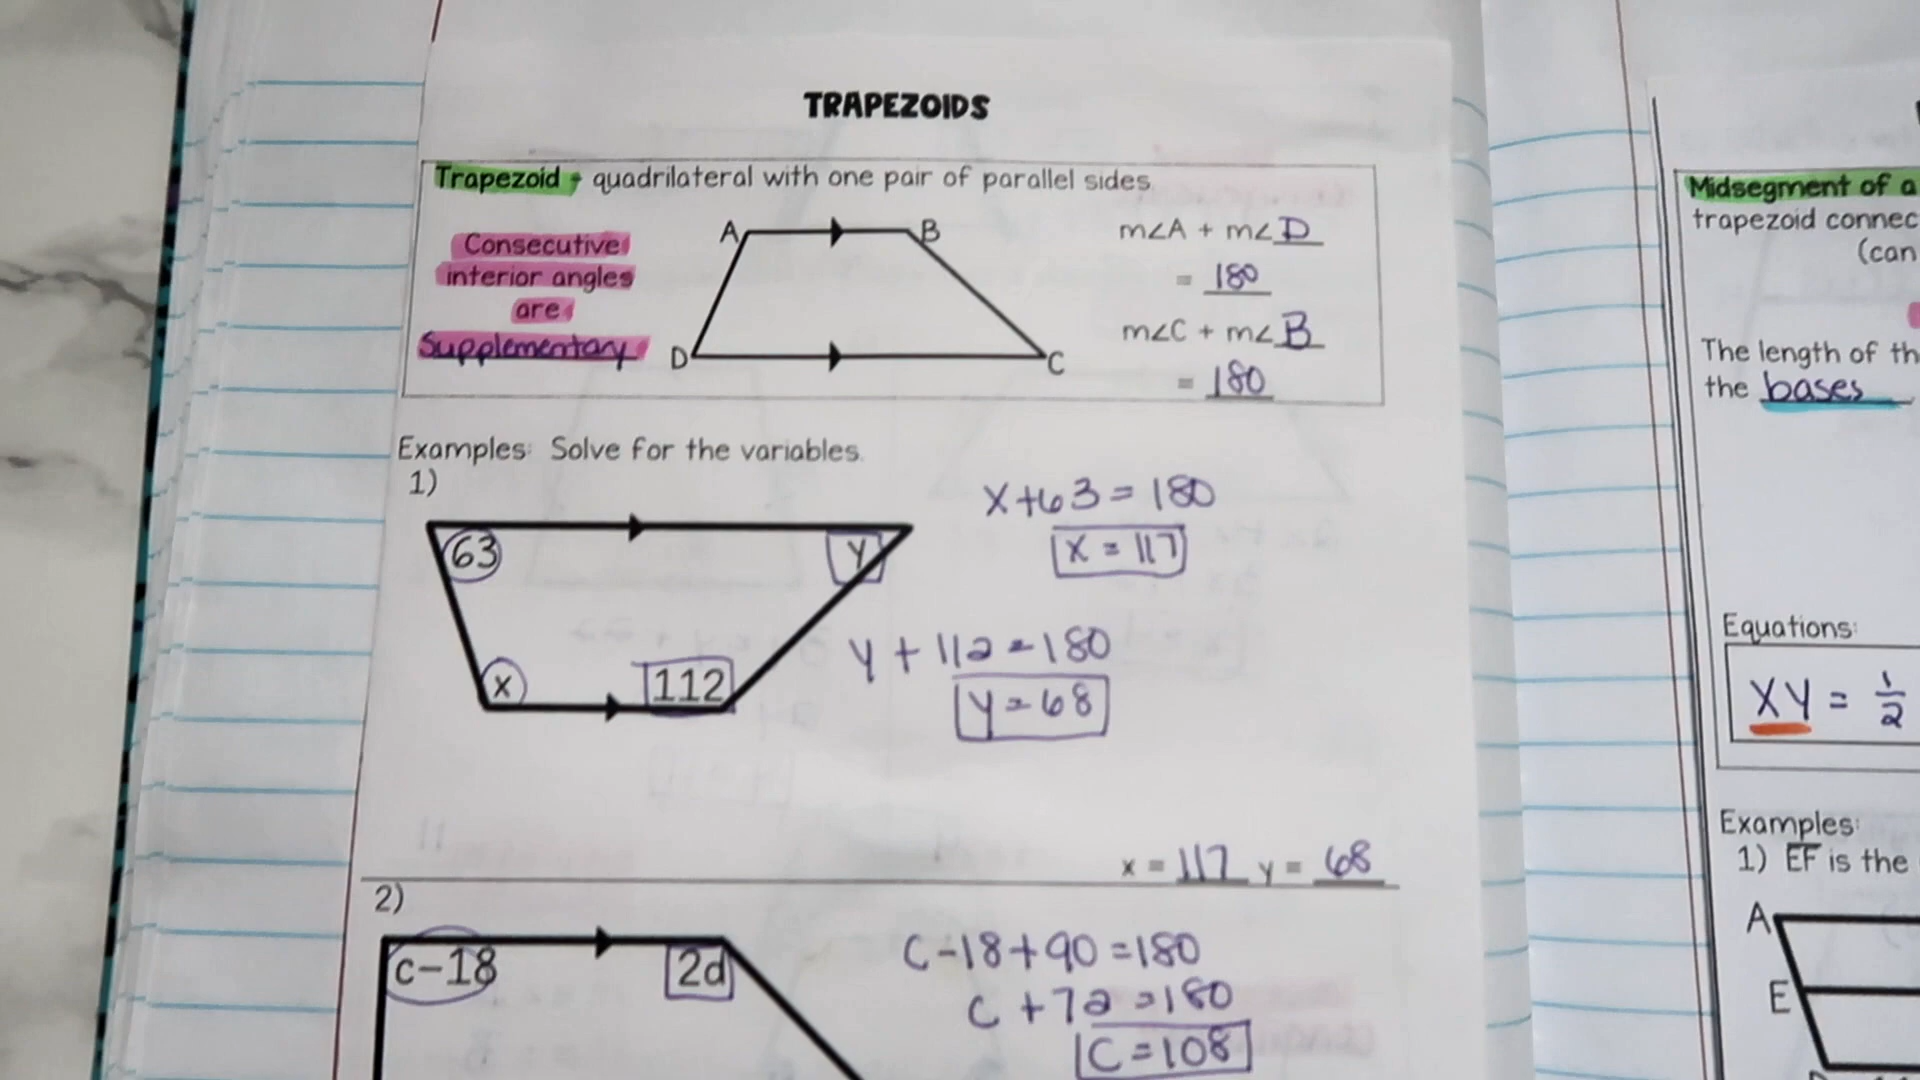 TRAPEZOIDS
Trapezoid - quadrilateral with one pair of parallel sides.
Consecutive
interior angles
are
Supplementary
A
B
D
C
m∠A + m∠ D
= 180
m∠C + m∠ B
= 180
Examples: Solve for the variables.
1)
63
y
x
112
x+63=180
x = 117
y + 112 = 180
y = 68
x = 117 y = 68
2)
c-18
2d
C-18+90=180
C + 72 = 180
C = 108
Midsegment of a
trapezoid connec
(can
The length of th
the bases
Equations:
XY = 1/2
Examples:
1) EF is the
A
E